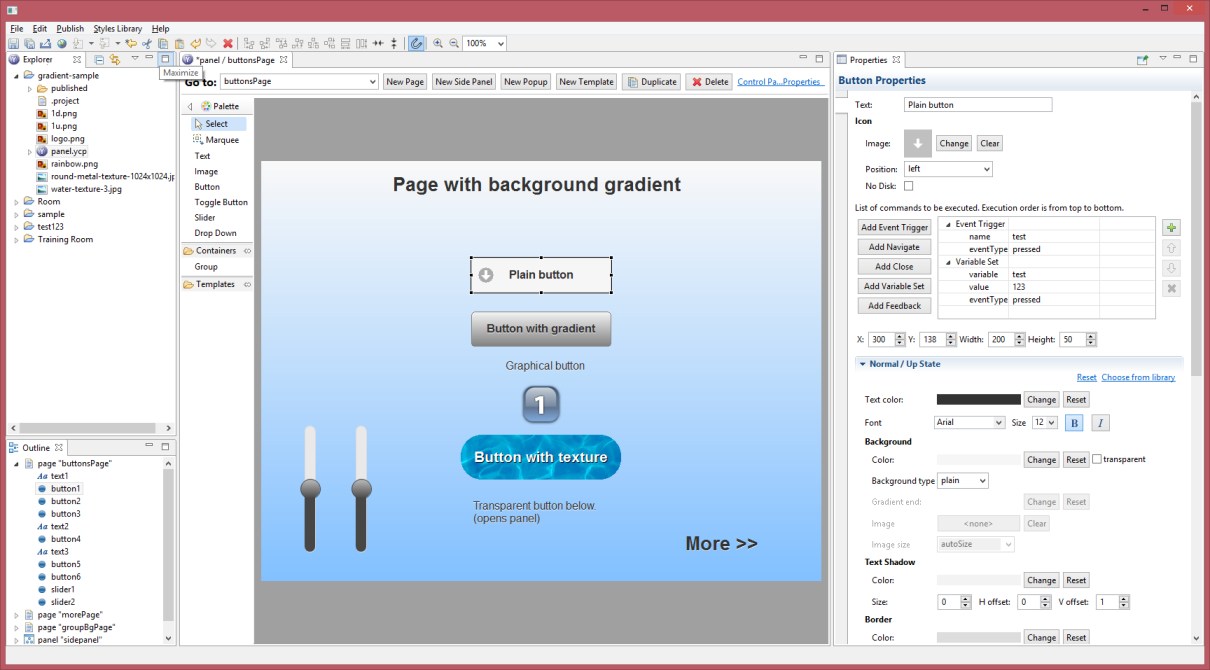 File Edit Publish Styles Library Help
100%
Explorer
Maximize
gradient-sample
published
.project
1d.png
1u.png
logo.png
panel.ycp
rainbow.png
round-metal-texture-1024x1024.jp
water-texture-3.jpg
Room
sample
test123
Training Room
Outline
page "buttonsPage"
Aa text1
button1
button2
button3
Aa text2
button4
Aa text3
button5
button6
slider1
slider2
page "morePage"
page "groupBgPage"
panel "sidepanel"
*panel / buttonsPage
Go to: buttonsPage New Page New Side Panel New Popup New Template Duplicate Delete Control Pa...Properties
Palette
Select
Marquee
Text
Image
Button
Toggle Button
Slider
Drop Down
Containers
Group
Templates
Page with background gradient
Plain button
Button with gradient
Graphical button
1
Button with texture
Transparent button below.
(opens panel)
More >>
Properties
Button Properties
Text: Plain button
Icon
Image: Change Clear
Position: left
No Disk:
List of commands to be executed. Execution order is from top to bottom.
Add Event Trigger
Add Navigate
Add Close
Add Variable Set
Add Feedback
Event Trigger
name test
eventType pressed
Variable Set
variable test
value 123
eventType pressed
X: 300 Y: 138 Width: 200 Height: 50
Normal / Up State
Reset Choose from library
Text color: Change Reset
Font Arial Size 12 B I
Background
Color: Change Reset transparent
Background type plain
Gradient end: Change Reset
Image <none> Clear
Image size autoSize
Text Shadow
Color: Change Reset
Size: 0 H offset: 0 V offset: 1
Border
Color: Change Reset